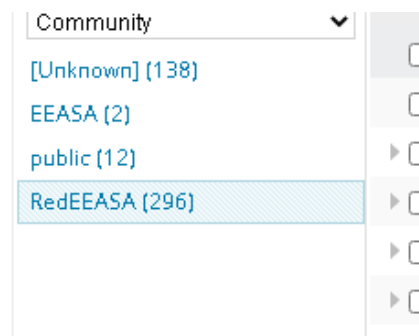 Community
[Unknown] (138)
EEASA (2)
public (12)
RedEEASA (296)